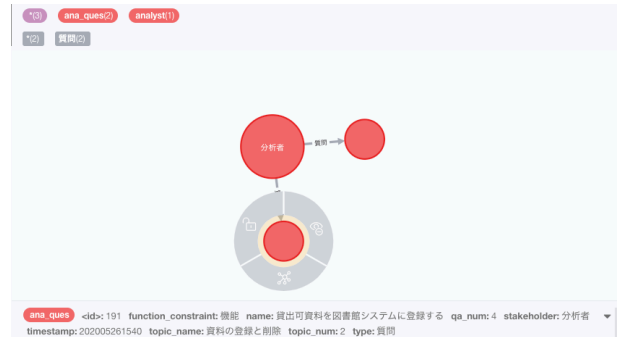 *(3) ana_ques(2) analyst(1)
*(2) 質問(2)
分析者
質問
ana_ques <id>: 191 function_constraint: 機能 name: 貸出可資料を図書館システムに登録する qa_num: 4 stakeholder: 分析者
timestamp: 202005261540 topic_name: 資料の登録と削除 topic_num: 2 type: 質問